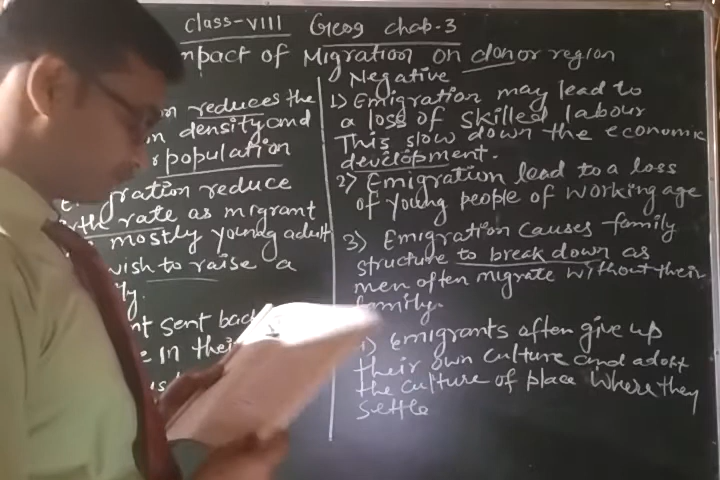 Class-VIII Geog chap-3
mpact of Migration on donor region
n reduces the
n density and
r population
gration reduce
rth rate as migrant
mostly young adult
wish to raise a
ly.
nt sent back
e in their
Negative
1) Emigration may lead to
a loss of skilled labour
This slow down the economic
development.
2) Emigration lead to a loss
of young people of working age
3) Emigration causes family
structure to break down as
men often migrate without their
family.
) emigrants often give up
their own culture and adopt
the culture of place where they
settle